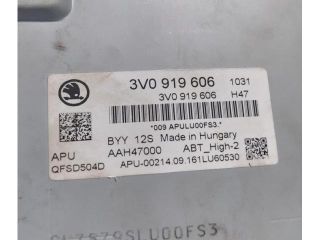 3V0 919 606 1031
3V0 919 606 H47
*009 APULU00FS3.*
BYY 12S Made in Hungary
APU AAH47000 ABT_High-2
QFSD504D APU-00214.09.161LU60530